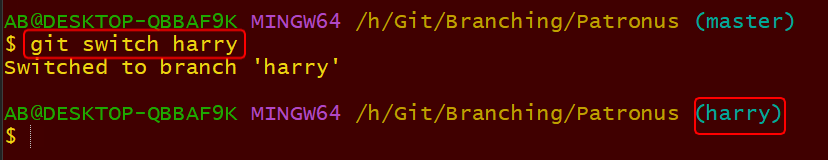 AB@DESKTOP-QBBAF9K MINGW64 /h/Git/Branching/Patronus (master)
$ git switch harry
Switched to branch 'harry'
AB@DESKTOP-QBBAF9K MINGW64 /h/Git/Branching/Patronus (harry)
$